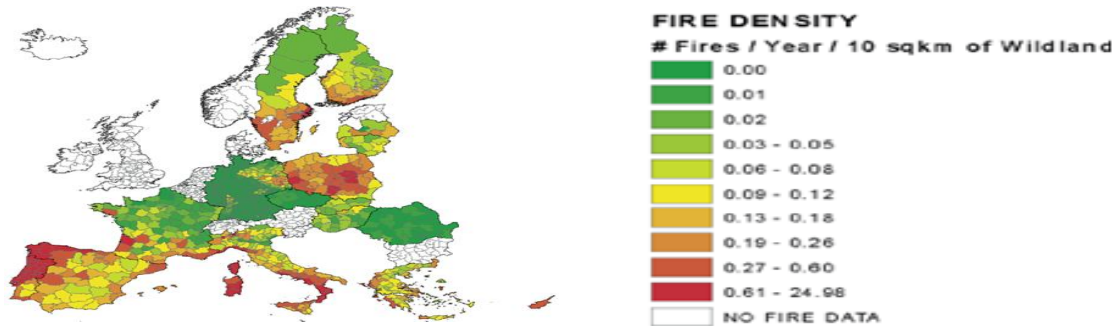 FIRE DENSITY
# Fires / Year / 10 sqkm of Wildland
0.00
0.01
0.02
0.03 - 0.05
0.06 - 0.08
0.09 - 0.12
0.13 - 0.18
0.19 - 0.26
0.27 - 0.60
0.61 - 24.98
NO FIRE DATA